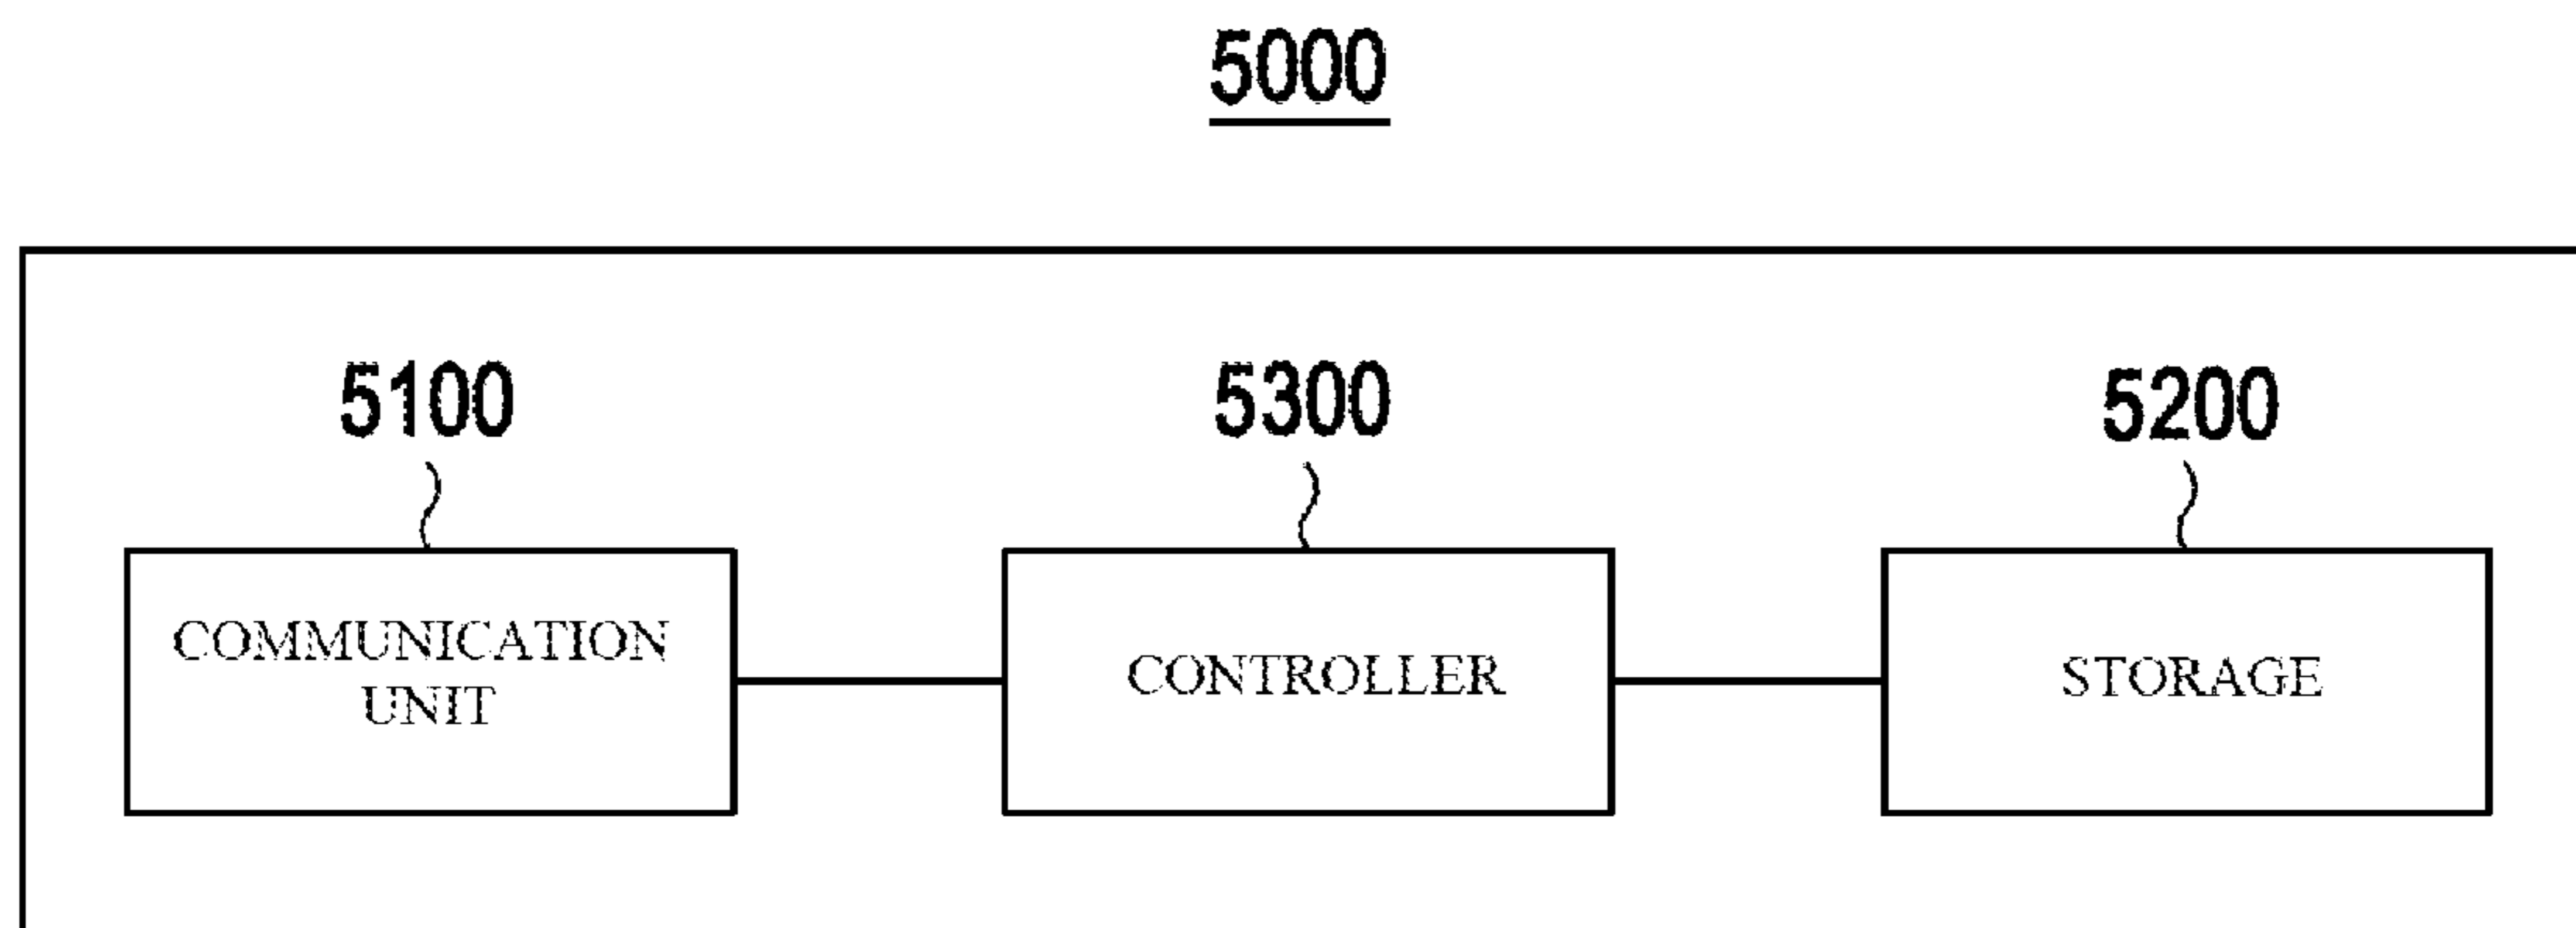 5000
5100
5300
5200
COMMUNICATION
UNIT
CONTROLLER
STORAGE